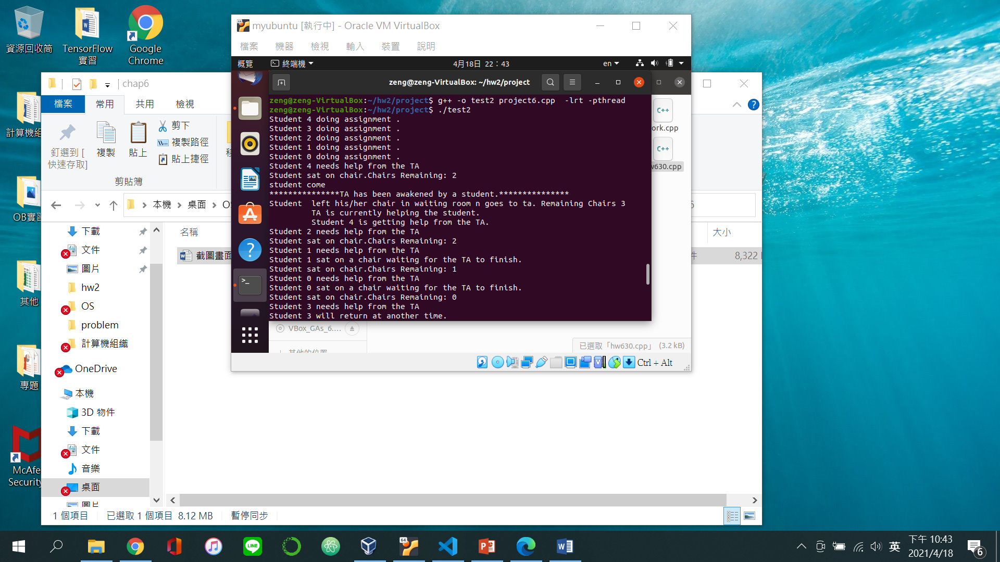 資源回收筒
TensorFlow
實習
Google
Chrome
計算機組
OB實習
其他
專題
McAfe
Security
chap6
檔案
常用
共用
檢視
釘選到 [
快速存取]
複製
貼上
剪下
複製路徑
貼上捷徑
剪貼簿
本機
桌面
名稱
大小
截圖畫面
8,322
下載
文件
圖片
hw2
OS
problem
計算機組織
OneDrive
本機
3D 物件
下載
文件
音樂
桌面
圖片
1 個項目
已選取 1 個項目 8.12 MB
暫停同步
myubuntu [執行中] - Oracle VM VirtualBox
檔案
機器
檢視
輸入
裝置
說明
概覽
終端機
4月18日 22：43
en
zeng@zeng-VirtualBox: ~/hw2/project
zeng@zeng-VirtualBox:~/hw2/project$ g++ -o test2 project6.cpp  -lrt -pthread
zeng@zeng-VirtualBox:~/hw2/project$ ./test2
Student 4 doing assignment .
Student 3 doing assignment .
Student 2 doing assignment .
Student 1 doing assignment .
Student 0 doing assignment .
Student 4 needs help from the TA
Student sat on chair.Chairs Remaining: 2
student come
***************TA has been awakened by a student.***************
Student  left his/her chair in waiting room n goes to ta. Remaining Chairs 3
TA is currently helping the student.
Student 4 is getting help from the TA.
Student 2 needs help from the TA
Student sat on chair.Chairs Remaining: 2
Student 1 needs help from the TA
Student 1 sat on a chair waiting for the TA to finish.
Student sat on chair.Chairs Remaining: 1
Student 0 needs help from the TA
Student 0 sat on a chair waiting for the TA to finish.
Student sat on chair.Chairs Remaining: 0
Student 3 needs help from the TA
Student 3 will return at another time.
C++
ork.cpp
C++
w630.cpp
VBox_GAs_6....
其他的位置
已選取「hw630.cpp」 (3.2 kB)
Ctrl + Alt
64
LINE
英
下午 10:43
2021/4/18
6